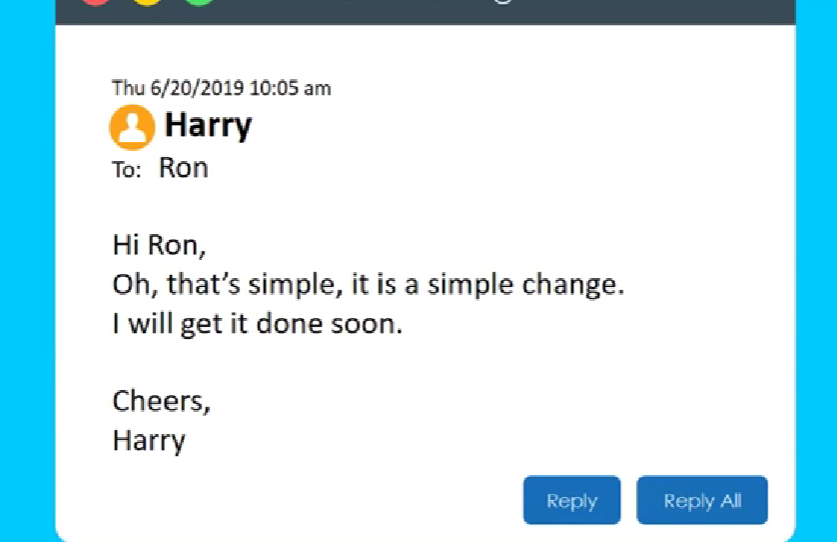 Thu 6/20/2019 10:05 am
Harry
To: Ron
Hi Ron,
Oh, that's simple, it is a simple change.
I will get it done soon.
Cheers,
Harry
Reply Reply All